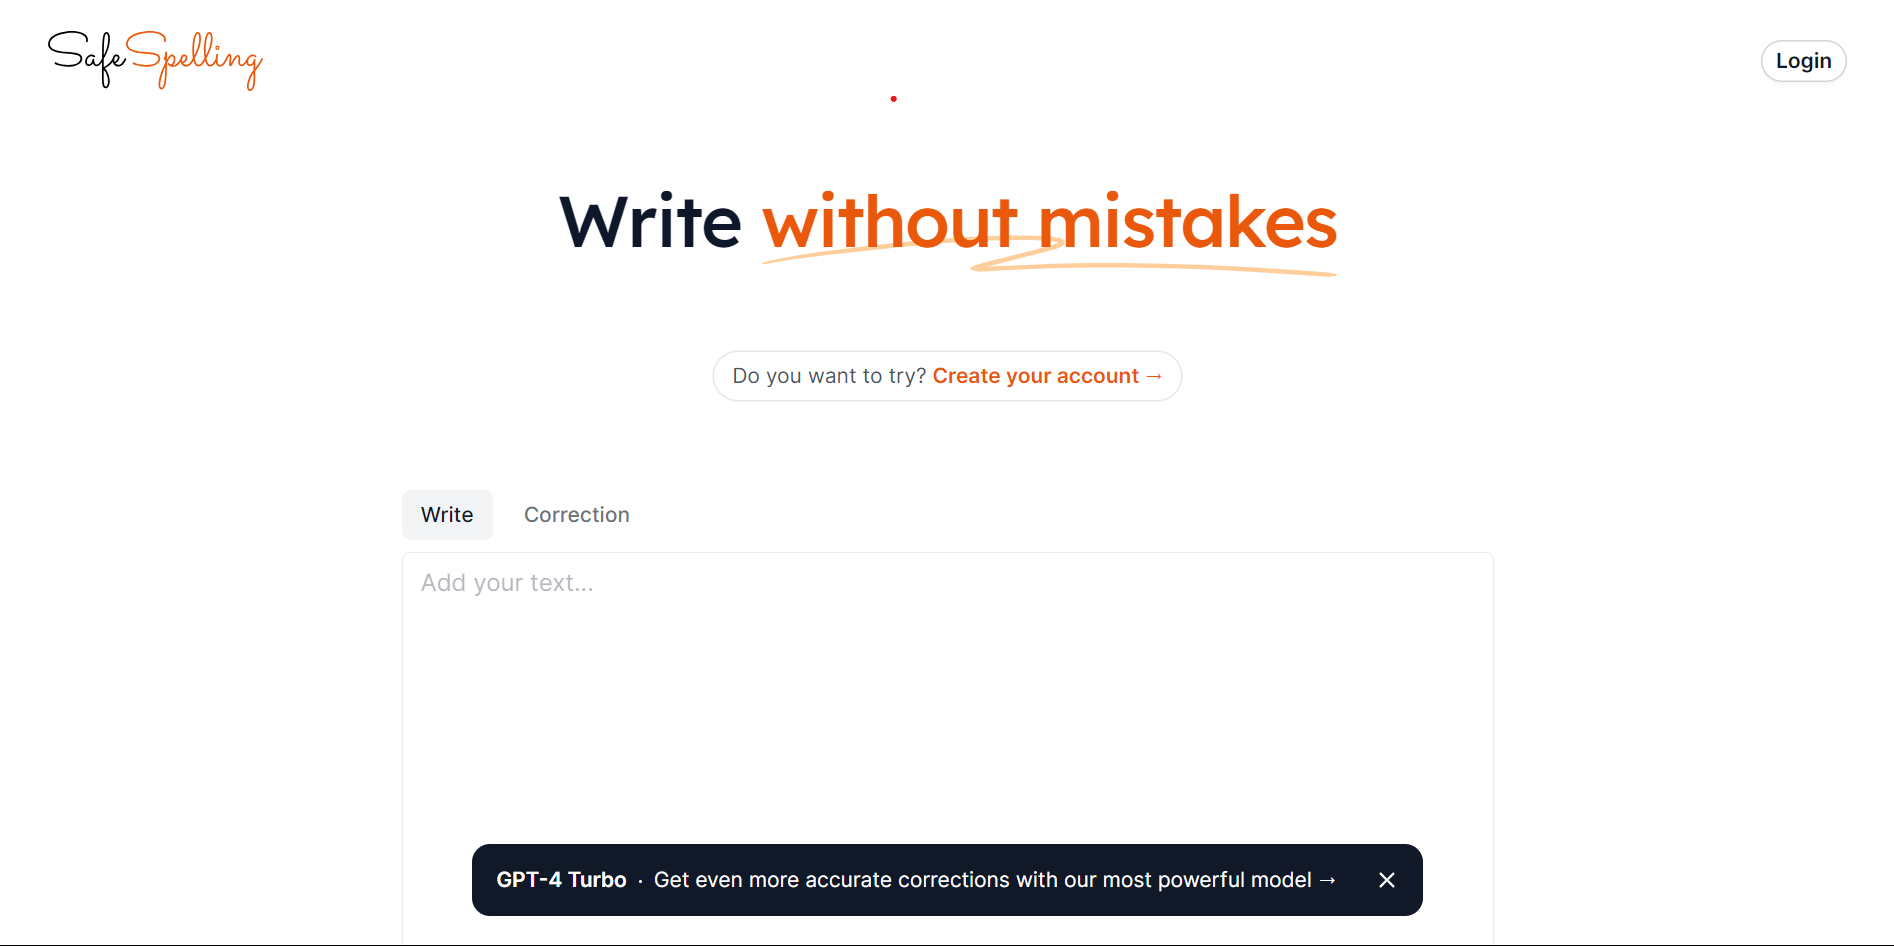 SafeSpelling
Login
Write without mistakes
Do you want to try? Create your account →
Write
Correction
Add your text...
GPT-4 Turbo · Get even more accurate corrections with our most powerful model →